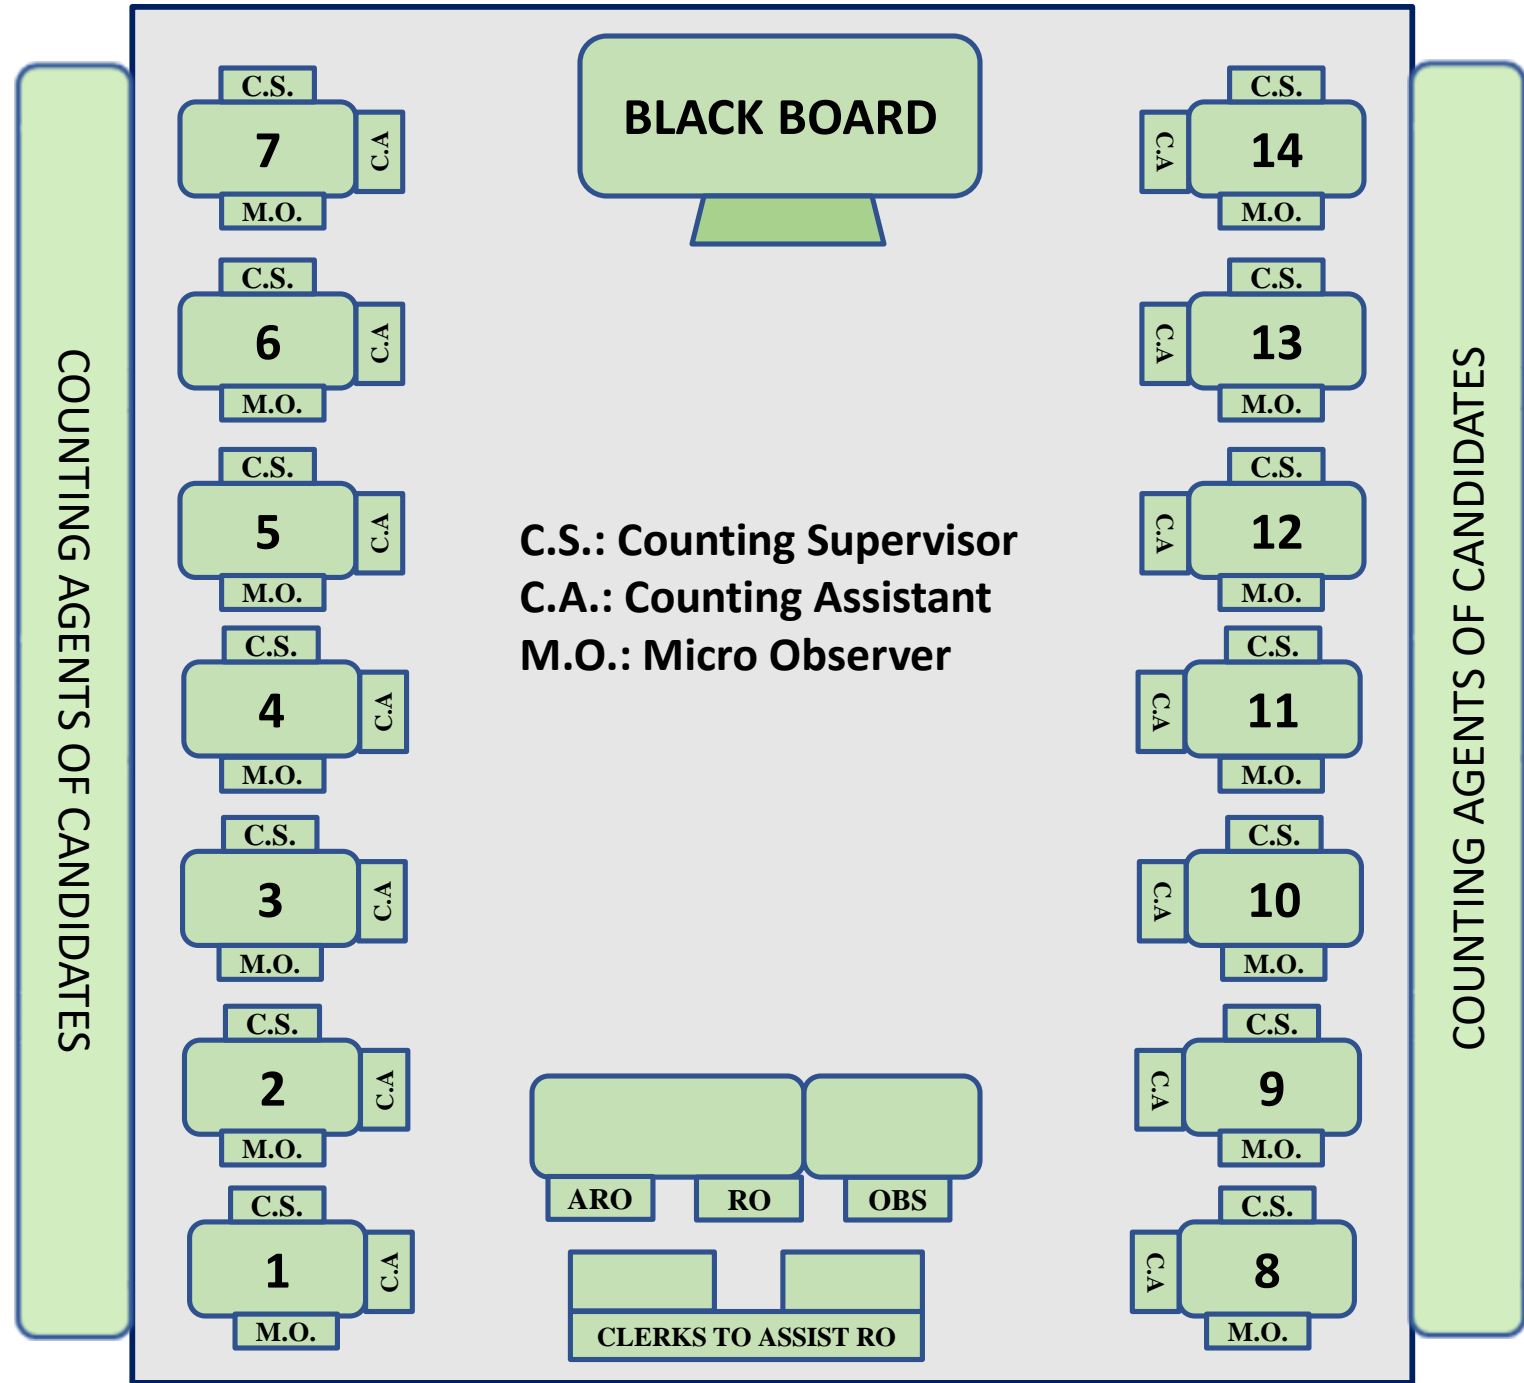 BLACK BOARD
C.S.
7
C.A
M.O.
C.S.
6
C.A
M.O.
C.S.
5
C.A
M.O.
C.S.
4
C.A
M.O.
C.S.
3
C.A
M.O.
C.S.
2
C.A
M.O.
C.S.
1
C.A
M.O.
COUNTING AGENTS OF CANDIDATES
C.S.: Counting Supervisor
C.A.: Counting Assistant
M.O.: Micro Observer
ARO
RO
OBS
CLERKS TO ASSIST RO
C.S.
C.A
14
M.O.
C.S.
C.A
13
M.O.
C.S.
C.A
12
M.O.
C.S.
C.A
11
M.O.
C.S.
C.A
10
M.O.
C.S.
C.A
9
M.O.
C.S.
C.A
8
M.O.
COUNTING AGENTS OF CANDIDATES